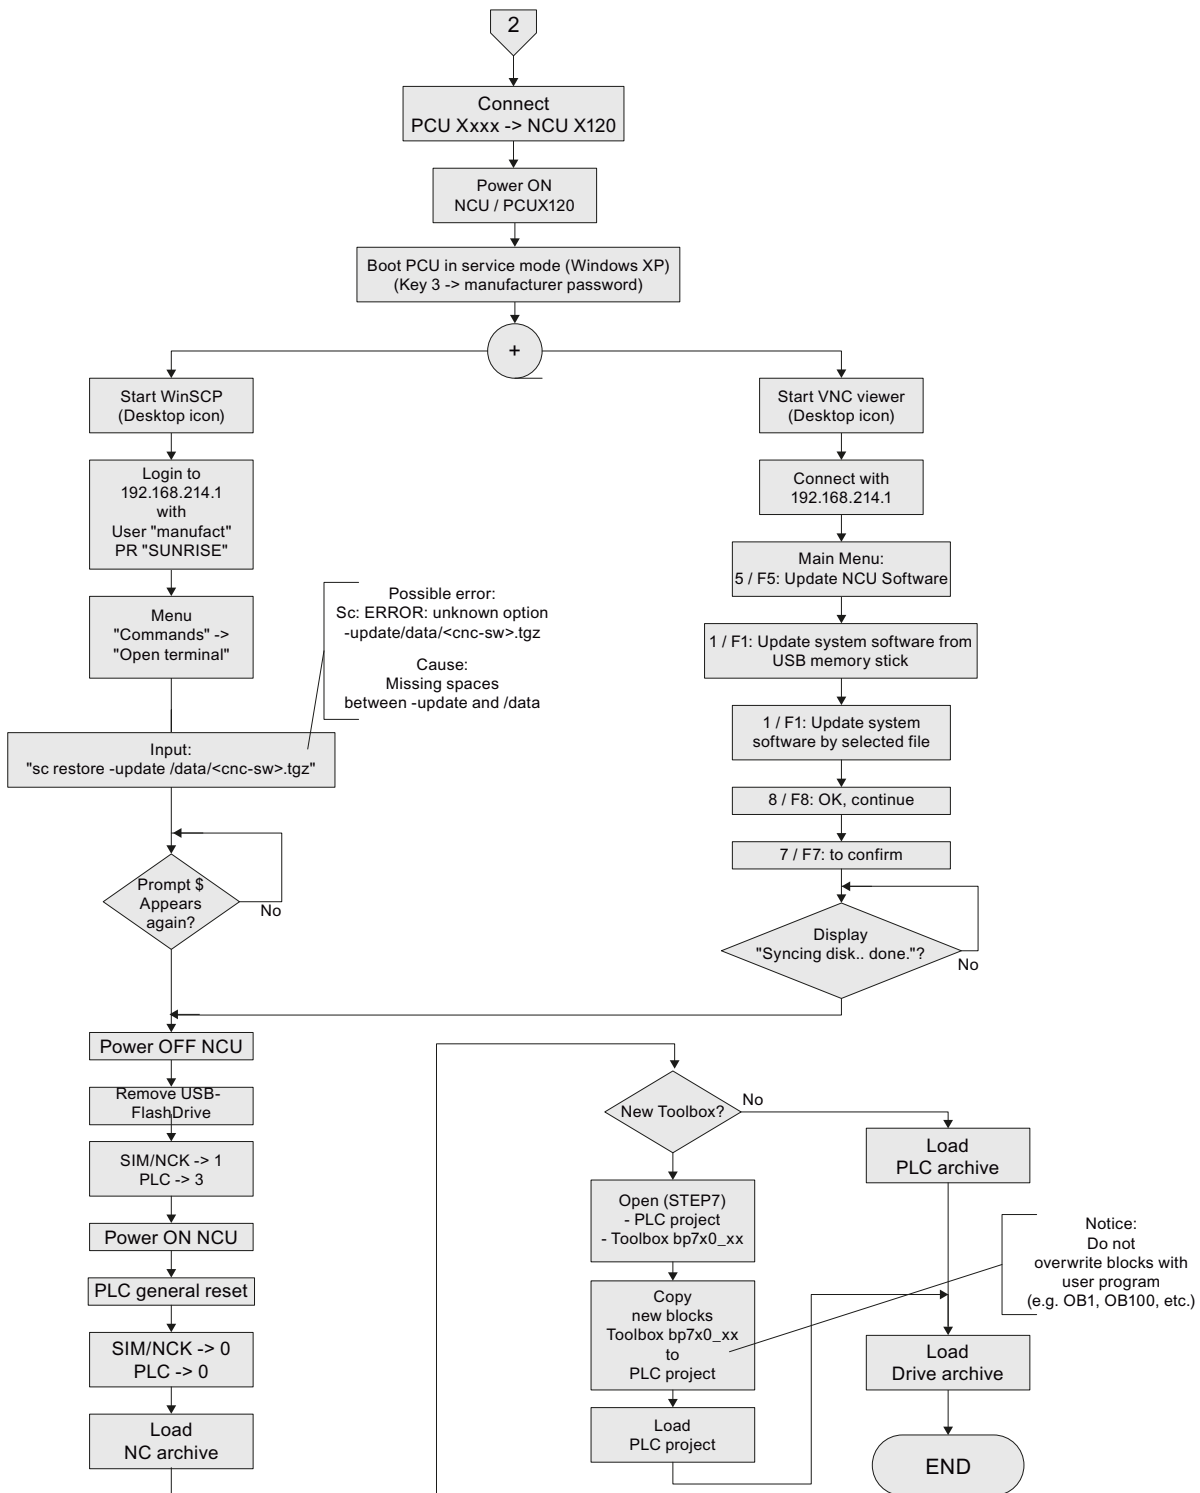 2
Connect
PCU Xxxx -> NCU X120
Power ON
NCU / PCUX120
Boot PCU in service mode (Windows XP)
(Key 3 -> manufacturer password)
+
Start WinSCP
(Desktop icon)
Login to
192.168.214.1
with
User "manufact"
PR "SUNRISE"
Menu
"Commands" ->
"Open terminal"
Possible error:
Sc: ERROR: unknown option
-update/data/<cnc-sw>.tgz
Cause:
Missing spaces
between -update and /data
Input:
"sc restore -update /data/<cnc-sw>.tgz"
Prompt $
Appears
again?
No
Start VNC viewer
(Desktop icon)
Connect with
192.168.214.1
Main Menu:
5 / F5: Update NCU Software
1 / F1: Update system software from
USB memory stick
1 / F1: Update system
software by selected file
8 / F8: OK, continue
7 / F7: to confirm
Display
"Syncing disk.. done."?
No
Power OFF NCU
Remove USB-
FlashDrive
SIM/NCK -> 1
PLC -> 3
Power ON NCU
PLC general reset
SIM/NCK -> 0
PLC -> 0
Load
NC archive
New Toolbox?
No
Open (STEP7)
- PLC project
- Toolbox bp7x0_xx
Copy
new blocks
Toolbox bp7x0_xx
to
PLC project
Load
PLC project
Load
PLC archive
Notice:
Do not
overwrite blocks with
user program
(e.g. OB1, OB100, etc.)
Load
Drive archive
END